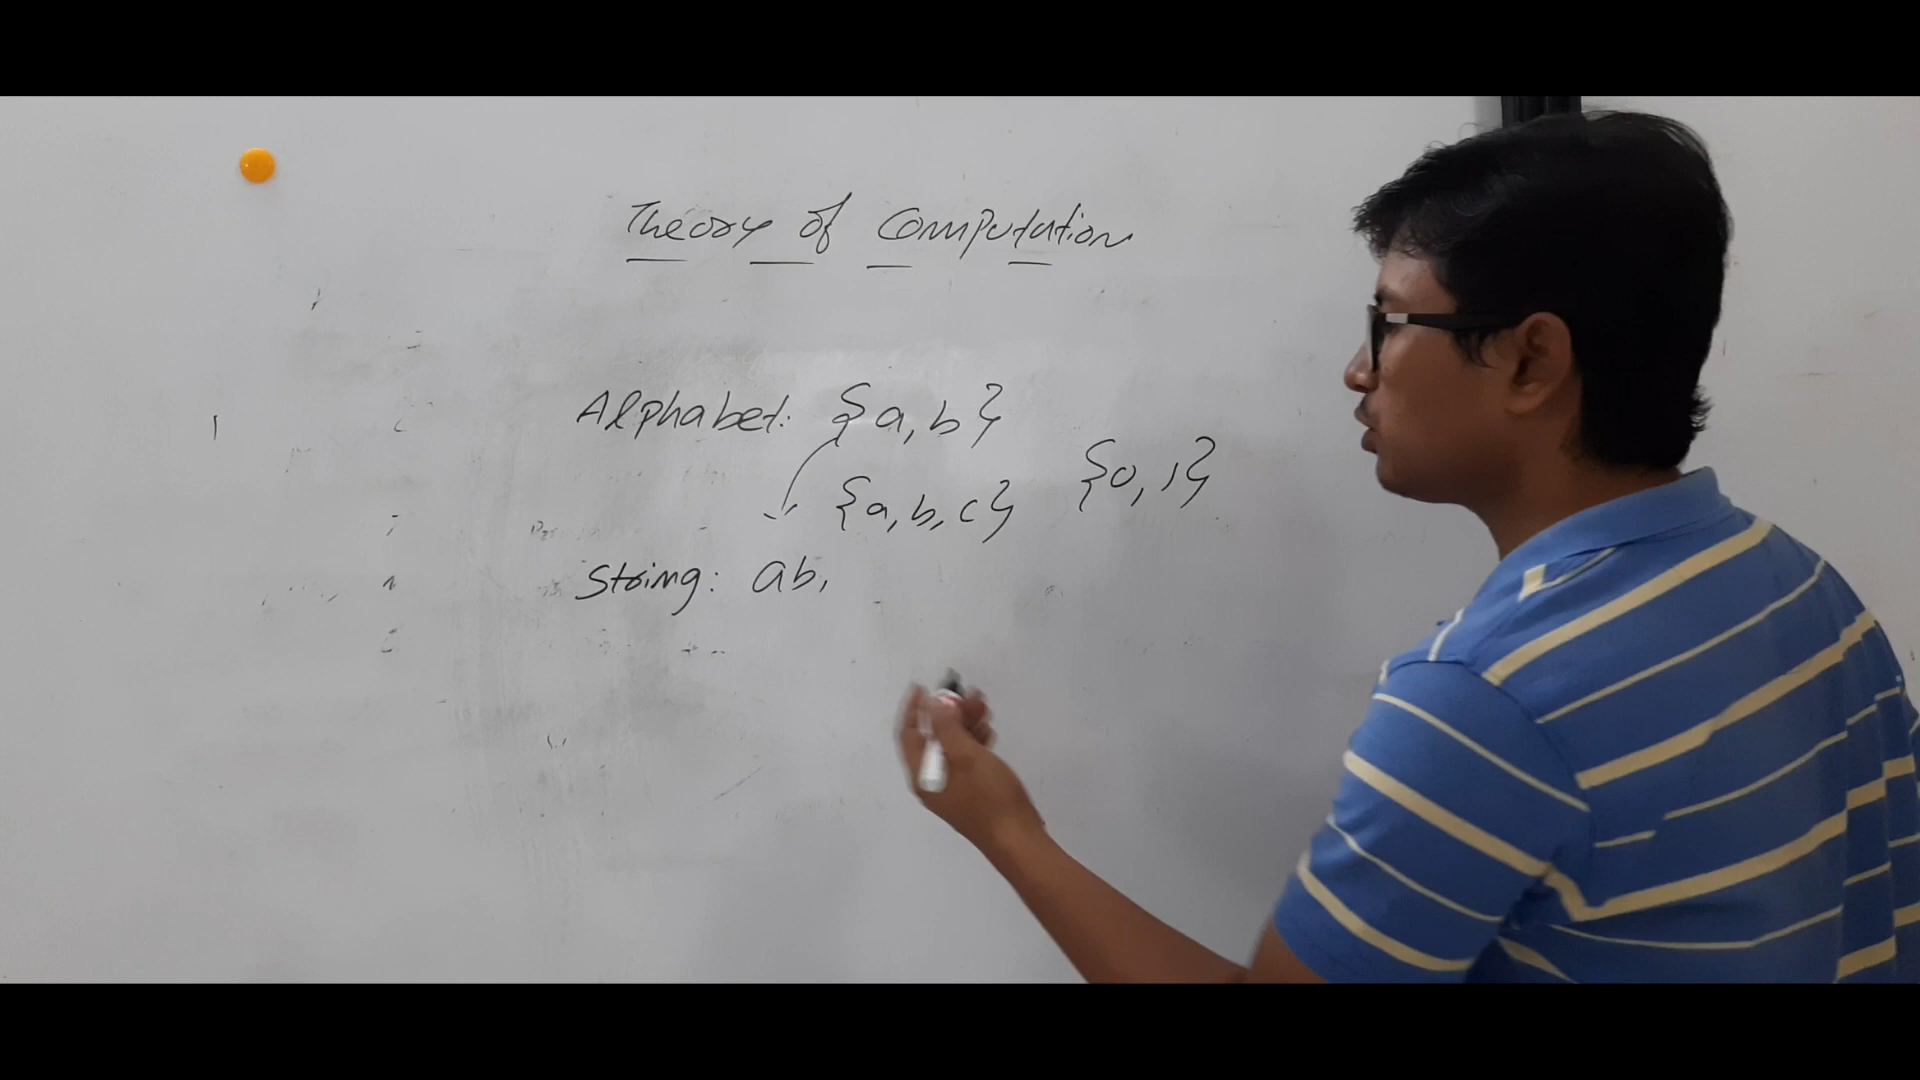 Theory of Computation
Alphabet: {a, b}
{a, b, c} {0, 1}
String: ab,